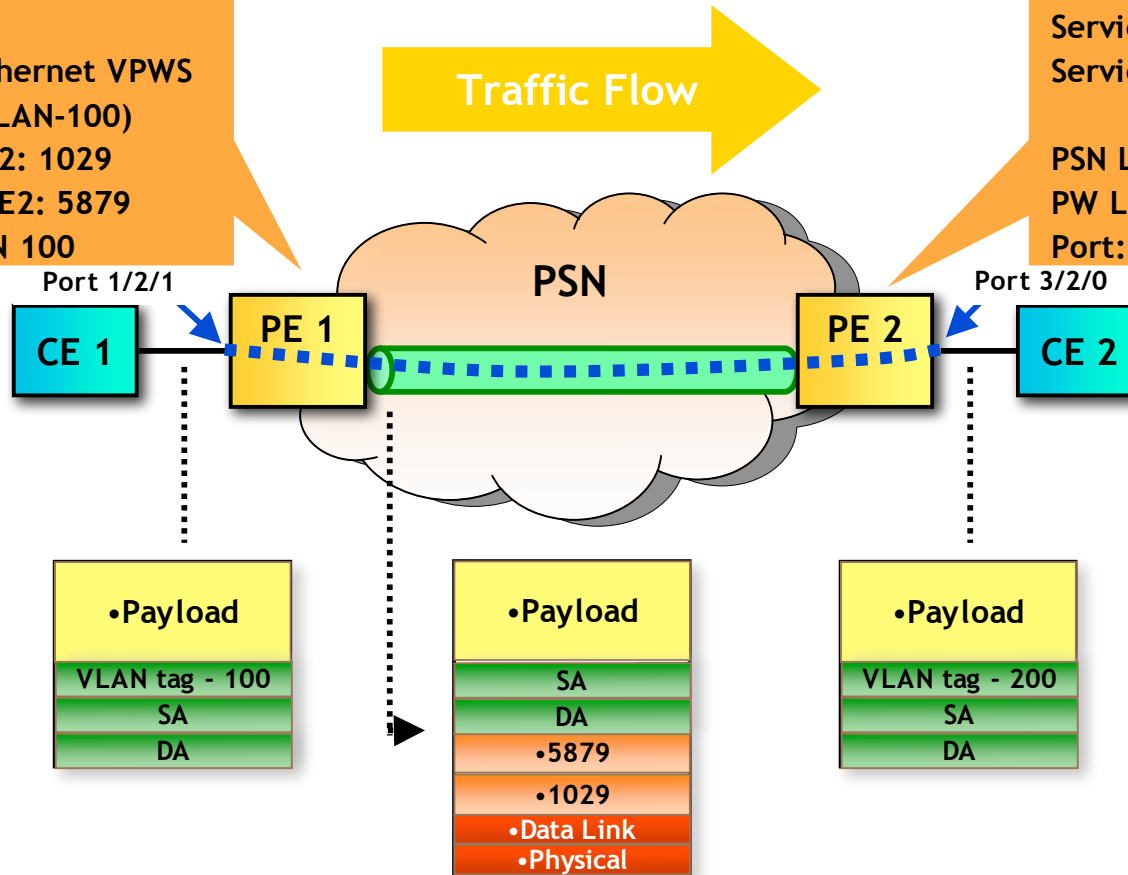 hernet VPWS
LAN-100)
2: 1029
E2: 5879
N 100
Traffic Flow
Servi
Servi
PSN L
PW L
Port:
Port 1/2/1
PSN
Port 3/2/0
CE 1
PE 1
PE 2
CE 2
•Payload
VLAN tag - 100
SA
DA
•Payload
SA
DA
•5879
•1029
•Data Link
•Physical
•Payload
VLAN tag - 200
SA
DA